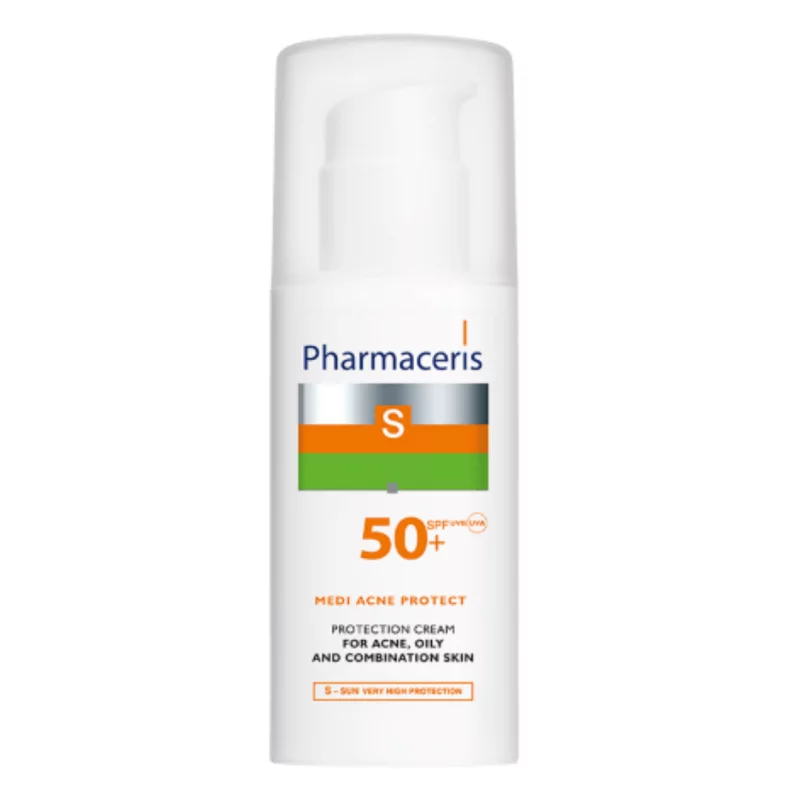 Pharmaceris
S
50+ SPF UVB UVA
MEDI ACNE PROTECT
PROTECTION CREAM
FOR ACNE, OILY
AND COMBINATION SKIN
S – SUN VERY HIGH PROTECTION